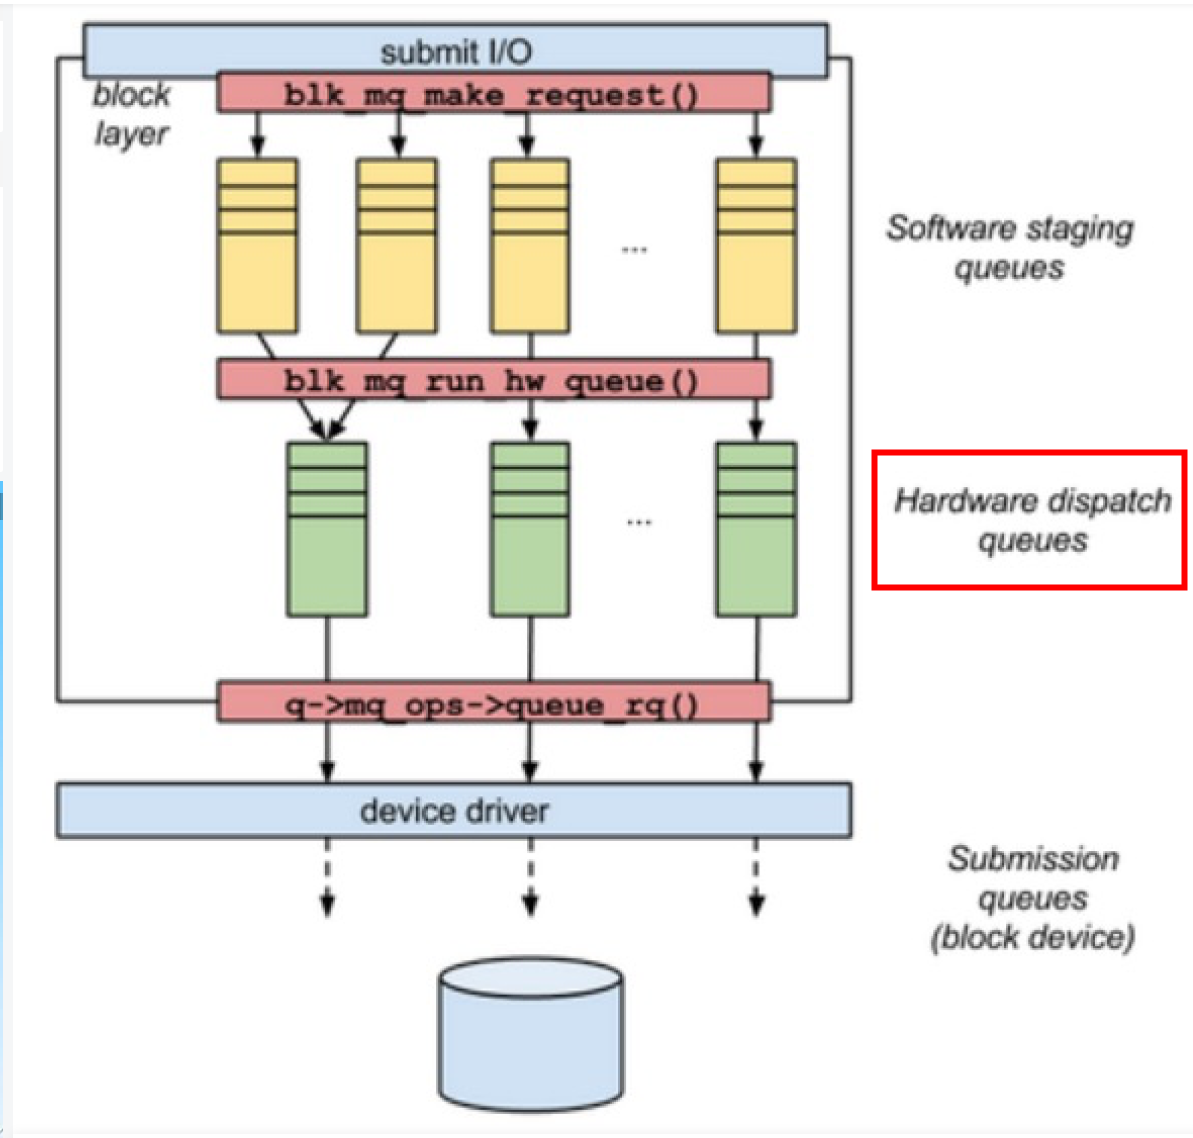 submit I/O
block
layer
blk_mq_make_request()
Software staging
queues
...
blk_mq_run_hw_queue()
Hardware dispatch
queues
...
q->mq_ops->queue_rq()
device driver
Submission
queues
(block device)